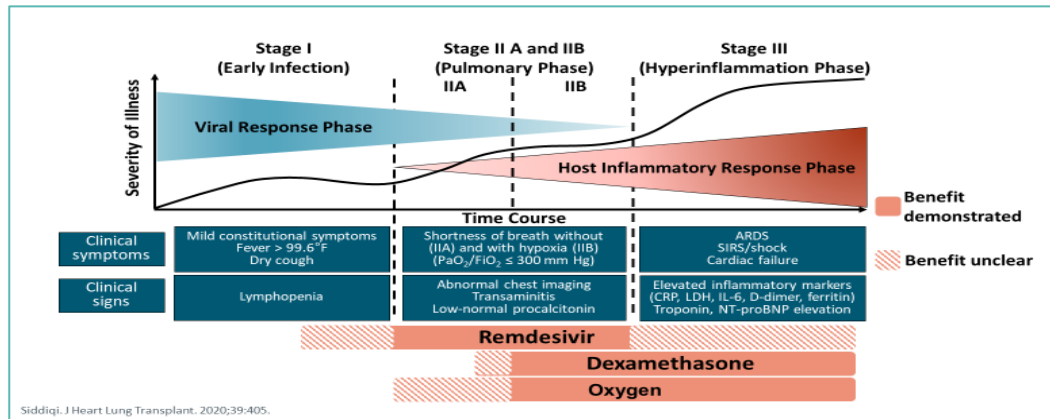 Stage I
(Early Infection)
Stage II A and IIB
(Pulmonary Phase)
IIA
IIB
Stage III
(Hyperinflammation Phase)
Severity of Illness
Viral Response Phase
Host Inflammatory Response Phase
Time Course
Benefit
demonstrated
Benefit unclear
Clinical
symptoms
Mild constitutional symptoms
Fever > 99.6°F
Dry cough
Shortness of breath without
(IIA) and with hypoxia (IIB)
(PaO₂/FiO₂ ≤ 300 mm Hg)
ARDS
SIRS/shock
Cardiac failure
Clinical
signs
Lymphopenia
Abnormal chest imaging
Transaminitis
Low-normal procalcitonin
Elevated inflammatory markers
(CRP, LDH, IL-6, D-dimer, ferritin)
Troponin, NT-proBNP elevation
Remdesivir
Dexamethasone
Oxygen
Siddiqi. J Heart Lung Transplant. 2020;39:405.